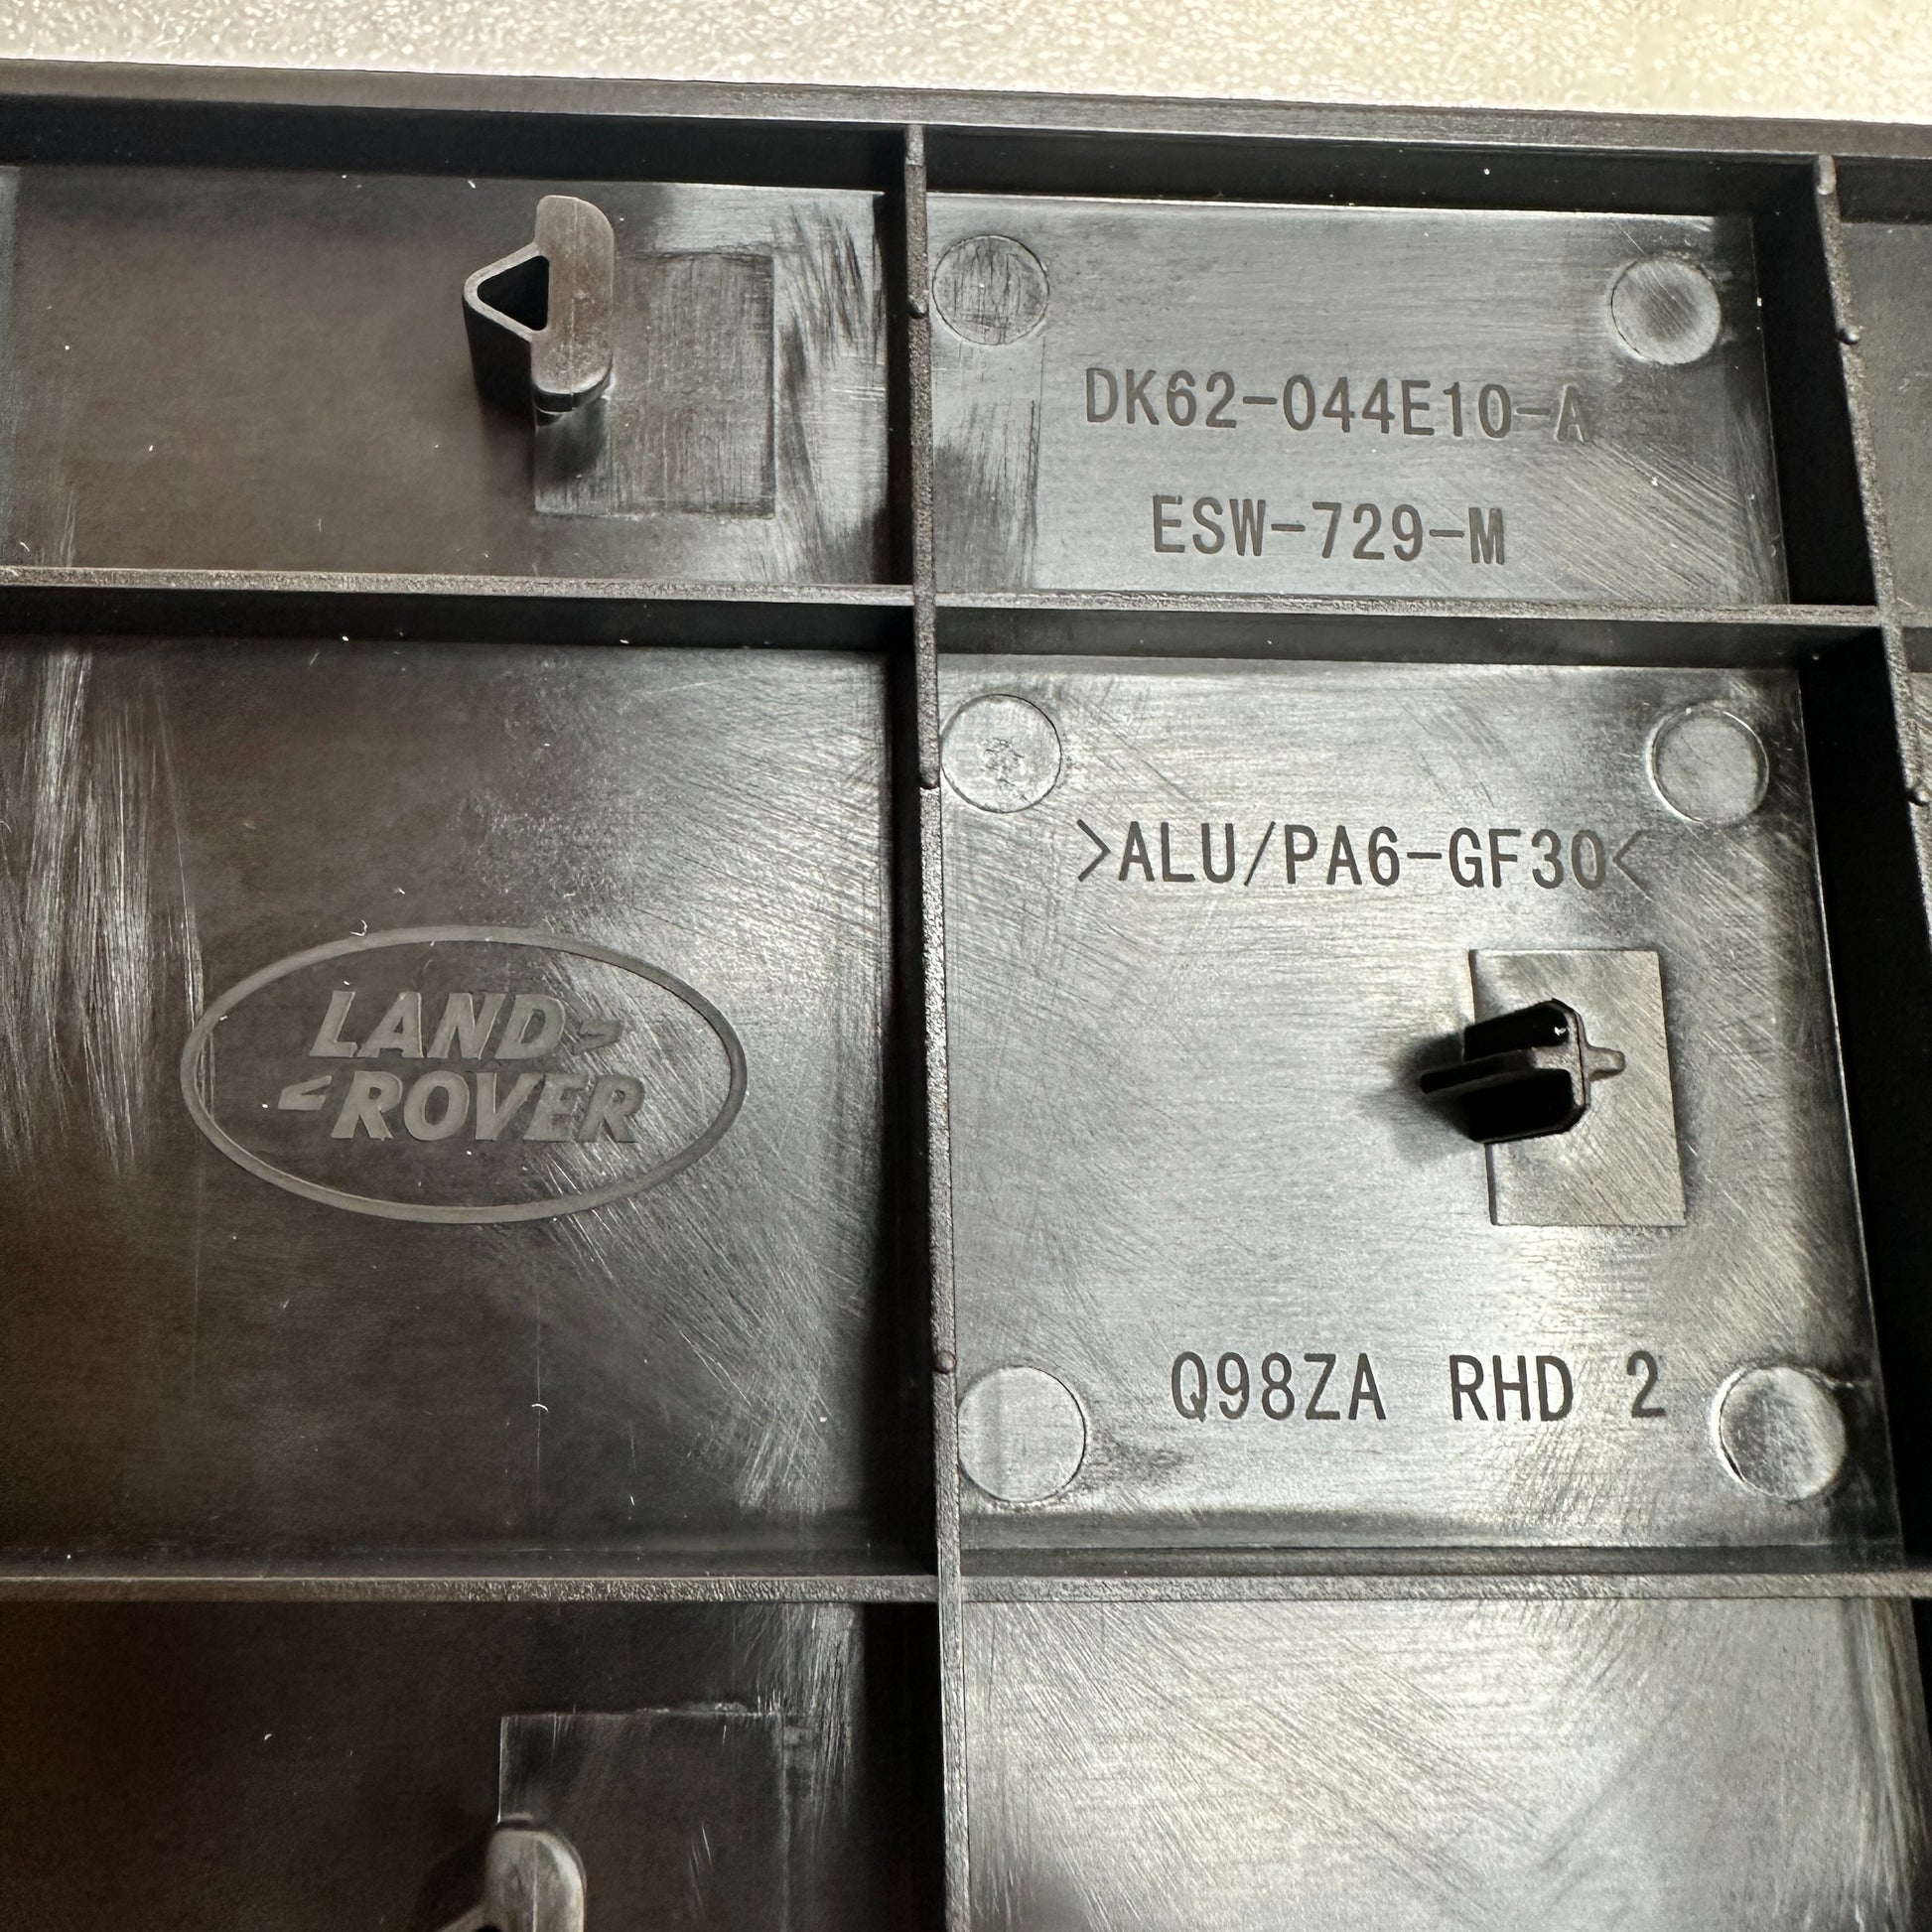 DK62-044E10-A
ESW-729-M
>ALU/PA6-GF30<
LAND
ROVER
Q98ZA RHD 2